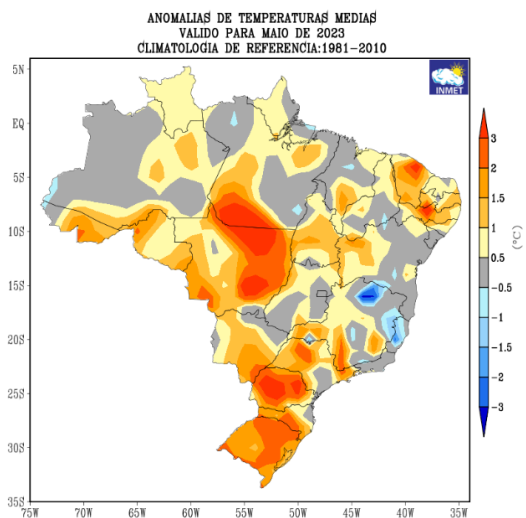 ANOMALIAS DE TEMPERATURAS MEDIAS
VALIDO PARA MAIO DE 2023
CLIMATOLOGIA DE REFERENCIA:1981-2010
INMET
5N
EQ
5S
10S
15S
20S
25S
30S
35S
75W 70W 65W 60W 55W 50W 45W 40W 35W
3
2
1.5
1
0.5
-0.5
-1
-1.5
-2
-3
(°C)